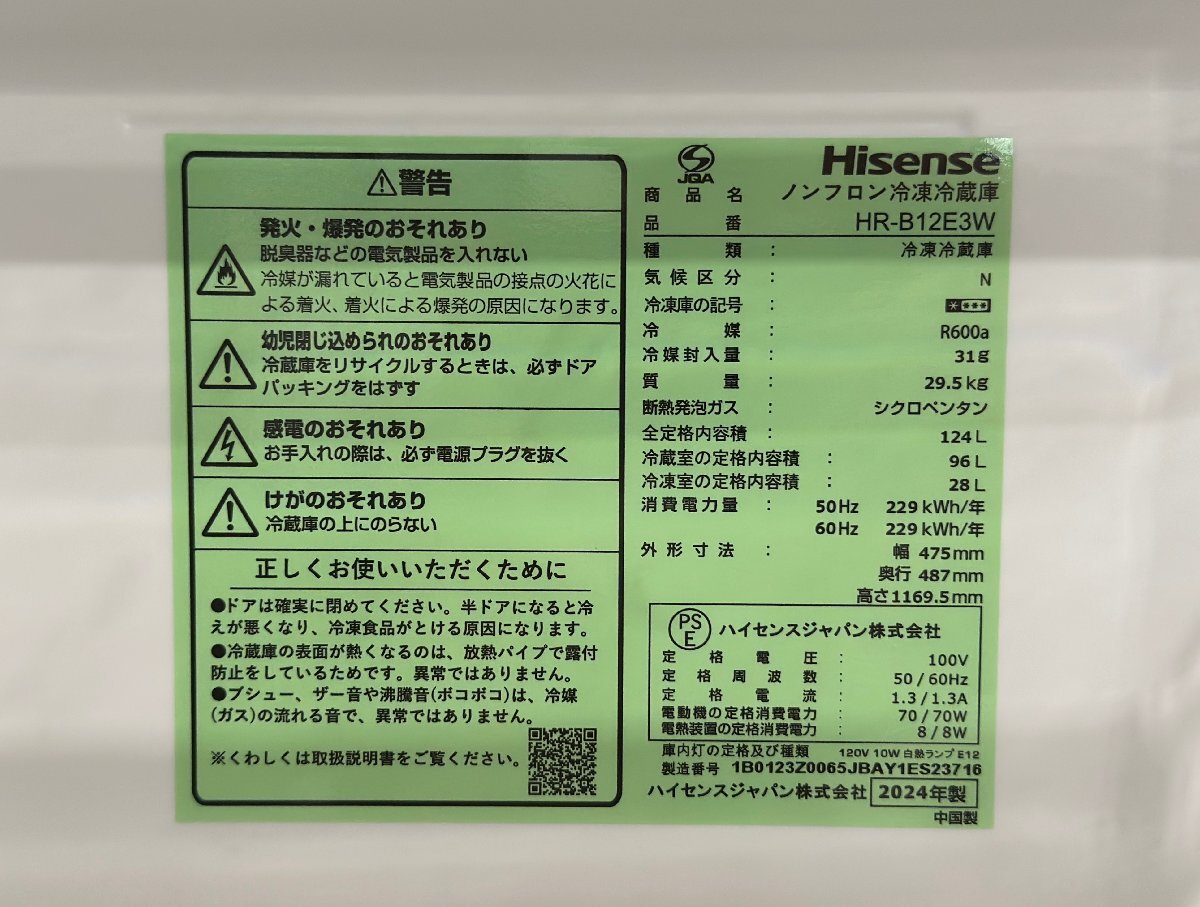 ⚠警告
発火・爆発のおそれあり
脱臭器などの電気製品を入れない
冷媒が漏れていると電気製品の接点の火花に
よる着火、着火による爆発の原因になります。
幼児閉じ込められのおそれあり
冷蔵庫をリサイクルするときは、必ずドア
パッキングをはずす
感電のおそれあり
お手入れの際は、必ず電源プラグを抜く
けがのおそれあり
冷蔵庫の上にのらない
正しくお使いいただくために
●ドアは確実に閉めてください。半ドアになると冷
えが悪くなり、冷凍食品がとける原因になります。
●冷蔵庫の表面が熱くなるのは、放熱パイプで露付
防止をしているためです。異常ではありません。
●ブシュー、ザー音や沸騰音(ボコボコ)は、冷媒
(ガス)の流れる音で、異常ではありません。
※くわしくは取扱説明書をご覧ください。
JQA
Hisense
商品名 ノンフロン冷凍冷蔵庫
品番 HR-B12E3W
種類 : 冷凍冷蔵庫
気候区分 : N
冷凍庫の記号 : ****​*
冷媒 : R600a
冷媒封入量 : 31g
質量 : 29.5kg
断熱発泡ガス : シクロペンタン
全定格内容積 : 124L
冷蔵室の定格内容積 : 96L
冷凍室の定格内容積 : 28L
消費電力量 : 50Hz 229kWh/年
60Hz 229kWh/年
外形寸法 : 幅 475mm
奥行 487mm
高さ1169.5mm
PS
E
ハイセンスジャパン株式会社
定格電圧 : 100V
定格周波数 : 50/60Hz
定格電流 : 1.3/1.3A
電動機の定格消費電力 : 70/70W
電熱装置の定格消費電力 : 8/8W
庫内灯の定格及び種類 120V 10W 白熱ランプ E12
製造番号 1B0123Z0065JBAY1ES23716
ハイセンスジャパン株式会社 2024年製
中国製